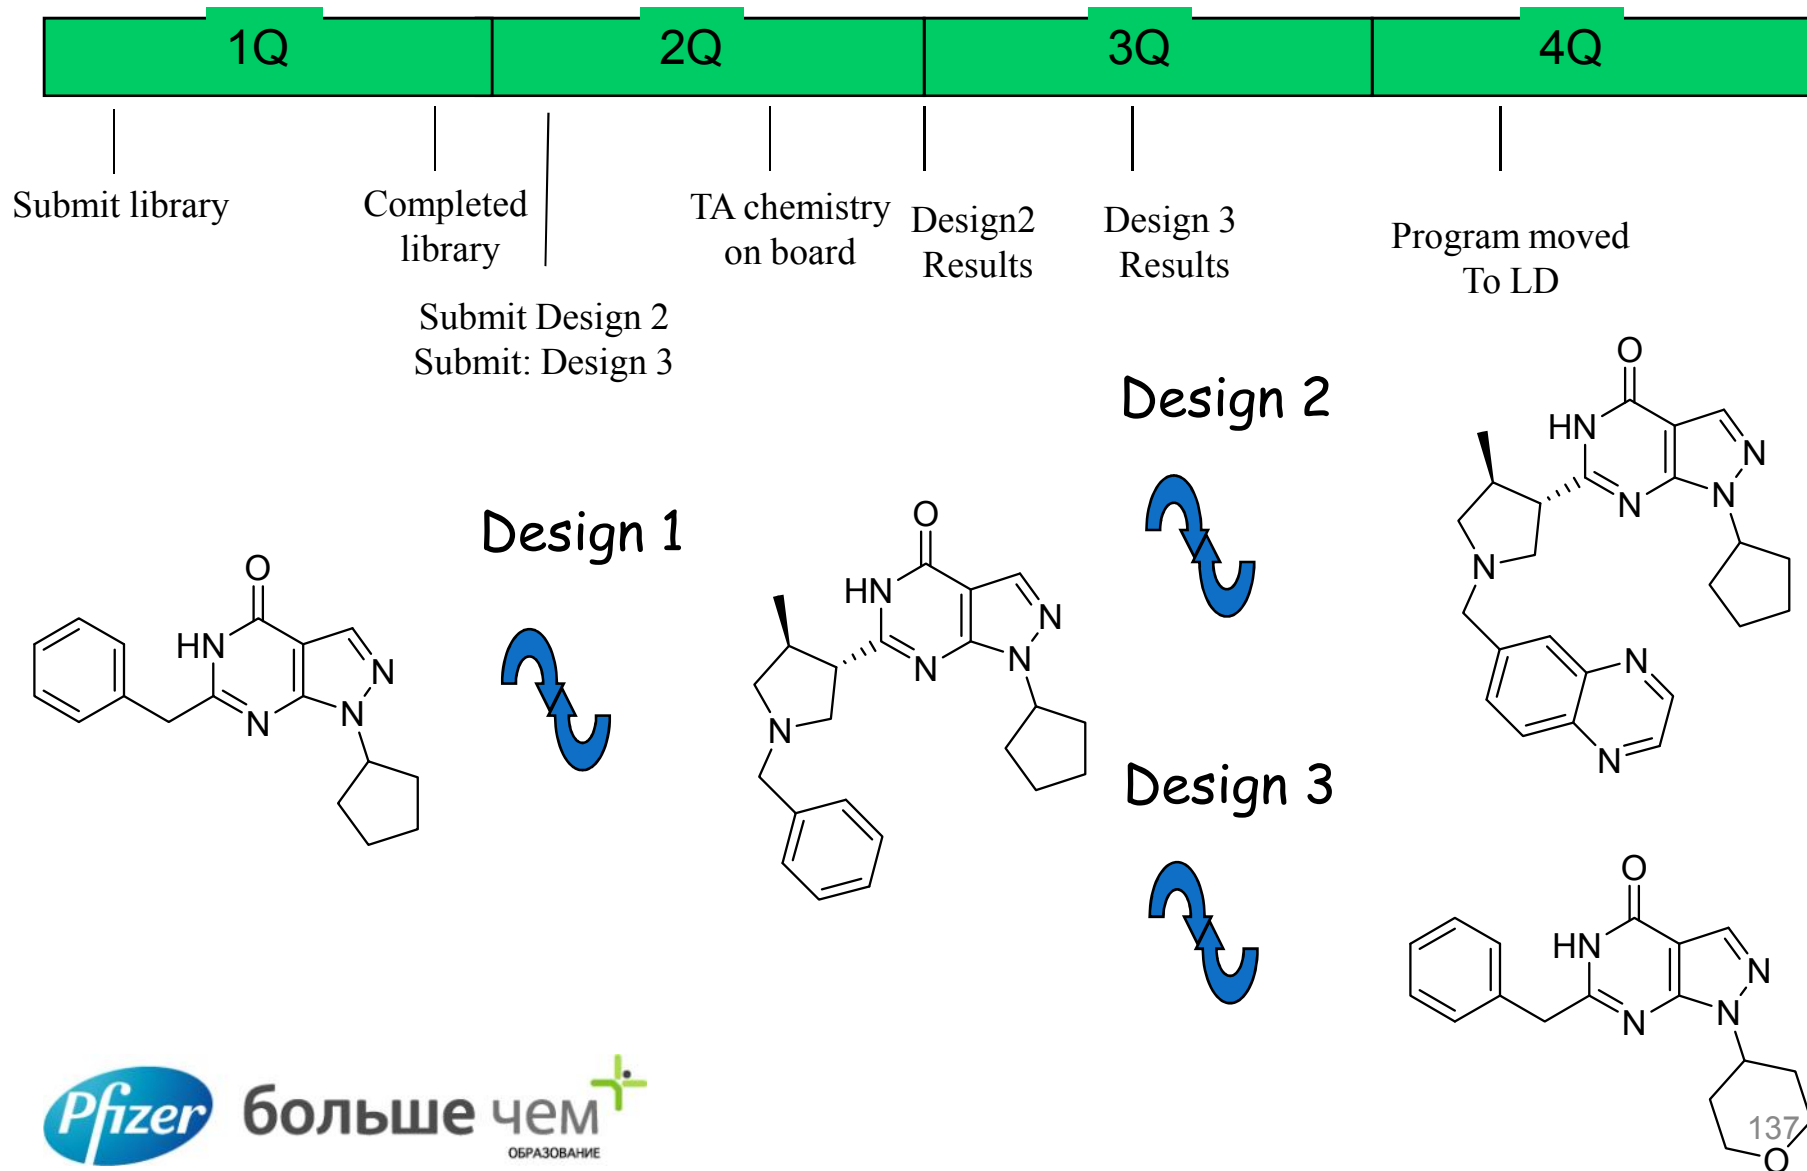 1Q 2Q 3Q 4Q
Submit library
Completed
library
Submit Design 2
Submit: Design 3
TA chemistry
on board
Design2
Results
Design 3
Results
Program moved
To LD
Design 1
Design 2
Design 3
O
HN
N
N
N
O
HN
N
N
N
N
O
HN
N
N
N
N
N
N
O
HN
N
N
N
O
Pfizer
больше чем
ОБРАЗОВАНИЕ
137